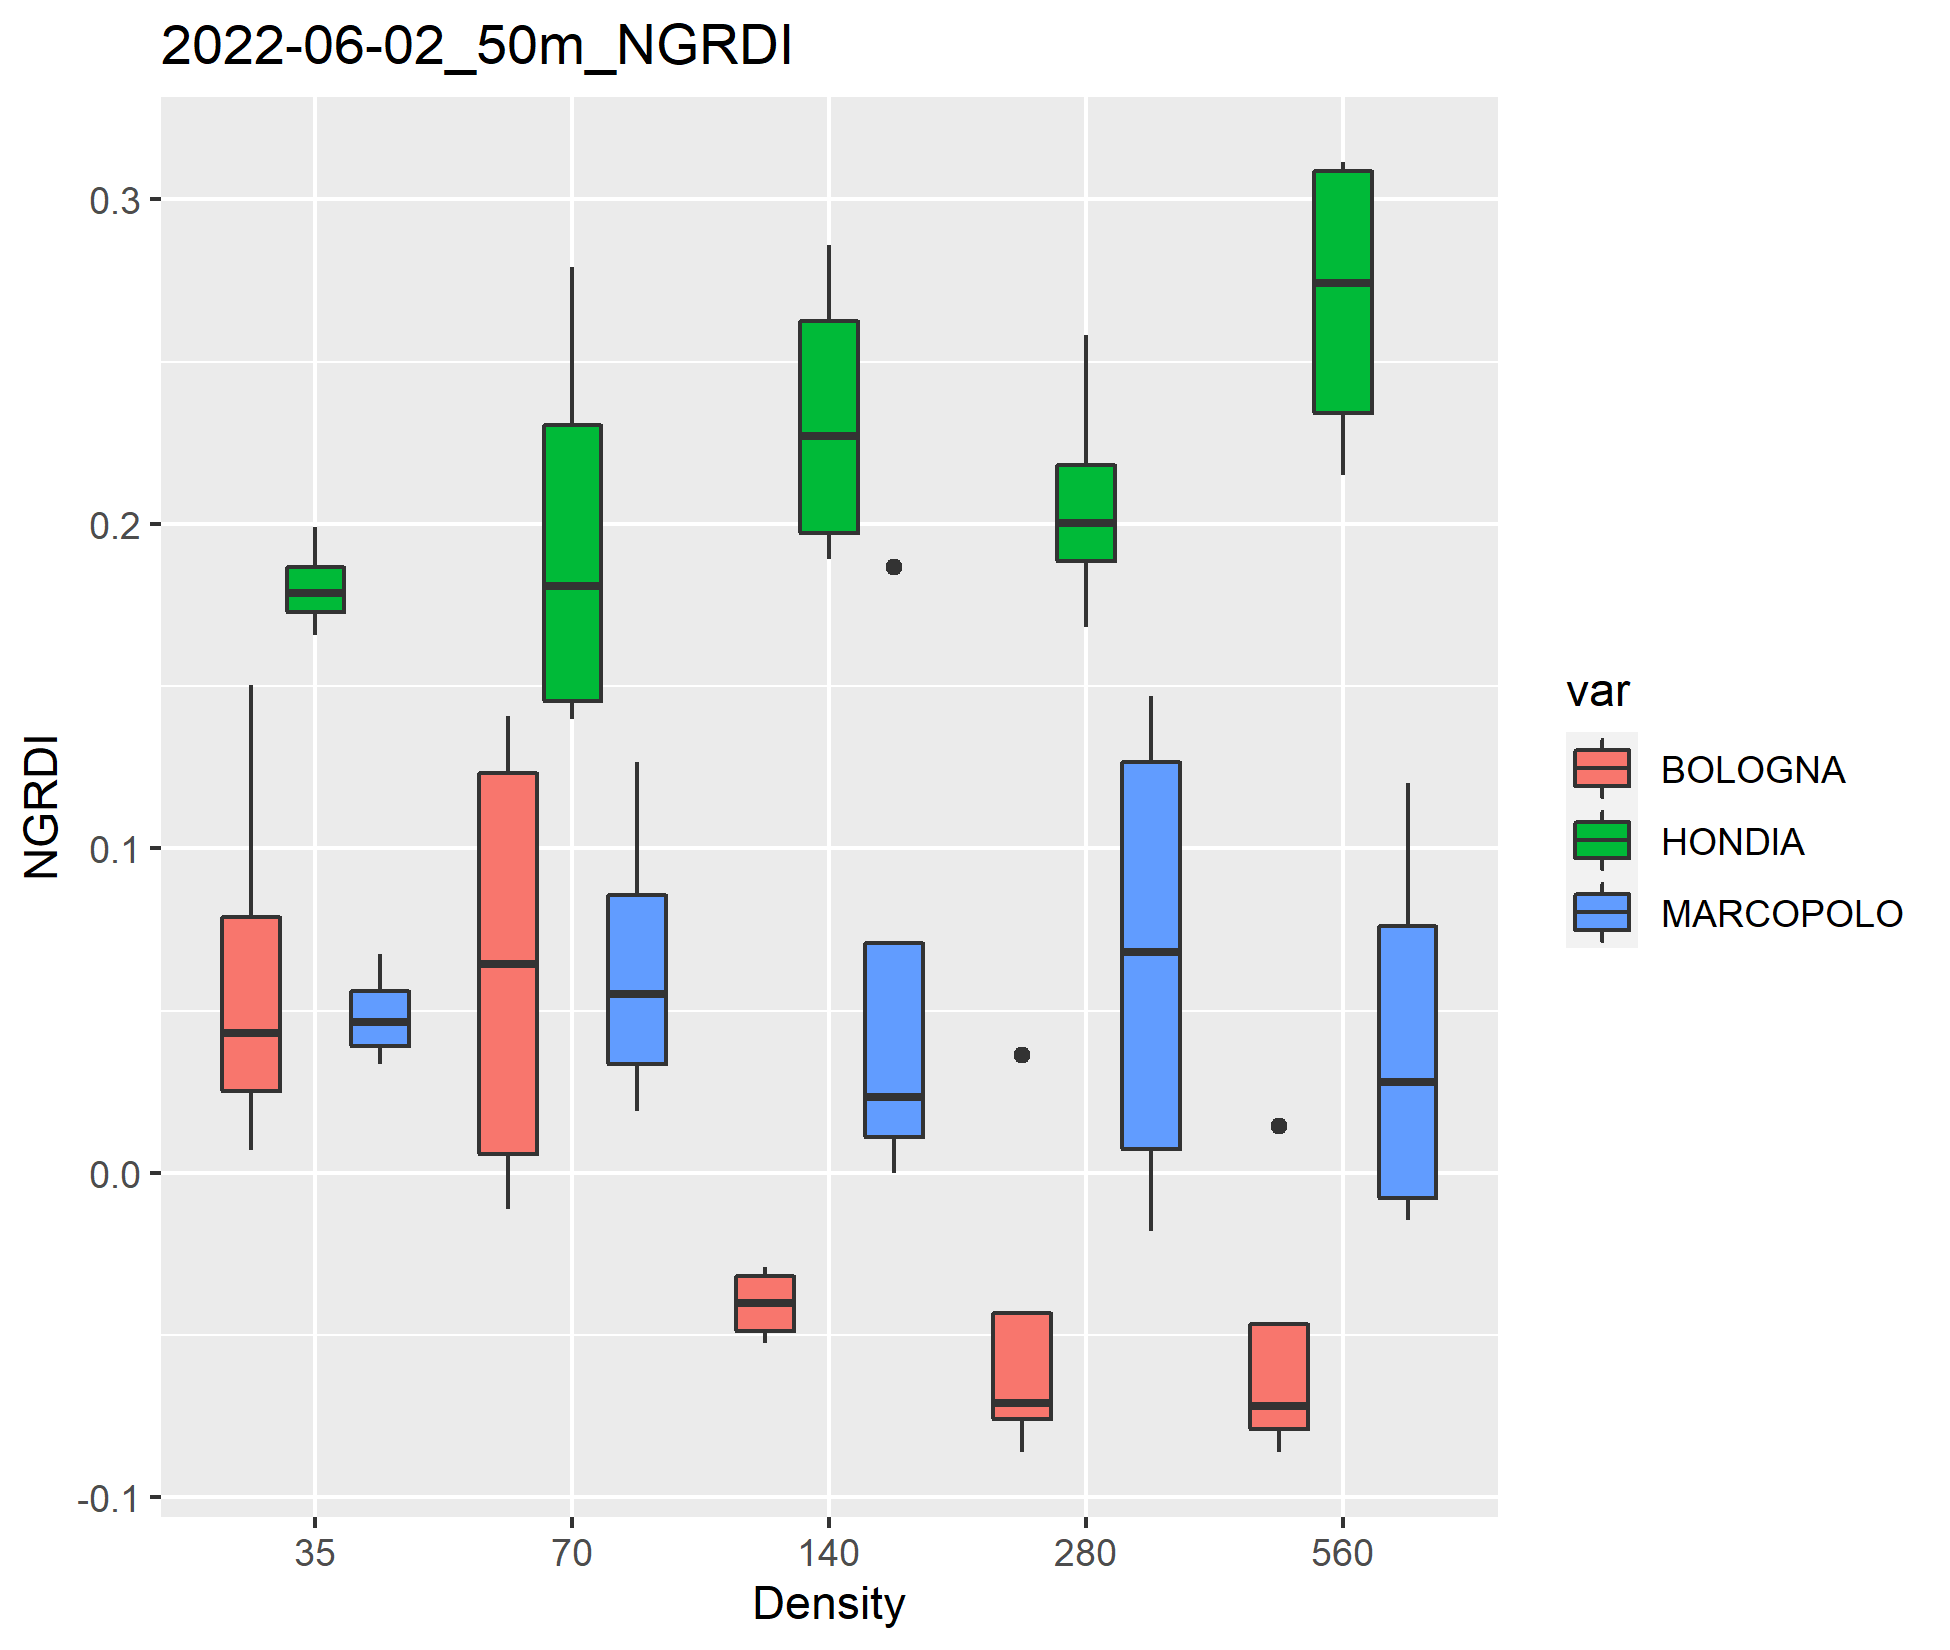 2022-06-02_50m_NGRDI
NGRDI
0.3
0.2
0.1
0.0
-0.1
35 70 140 280 560
Density
var
BOLOGNA
HONDIA
MARCOPOLO